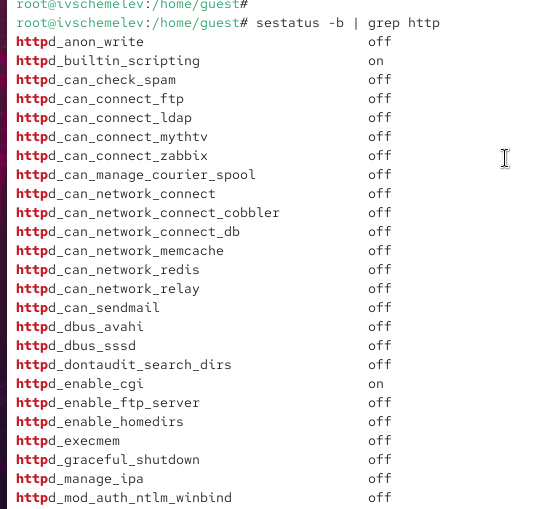 root@ivschemelev:/home/guest#
root@ivschemelev:/home/guest# sestatus -b | grep http
httpd_anon_write off
httpd_builtin_scripting on
httpd_can_check_spam off
httpd_can_connect_ftp off
httpd_can_connect_ldap off
httpd_can_connect_mythtv off
httpd_can_connect_zabbix off
httpd_can_manage_courier_spool off
httpd_can_network_connect off
httpd_can_network_connect_cobbler off
httpd_can_network_connect_db off
httpd_can_network_memcache off
httpd_can_network_redis off
httpd_can_network_relay off
httpd_can_sendmail off
httpd_dbus_avahi off
httpd_dbus_sssd off
httpd_dontaudit_search_dirs off
httpd_enable_cgi on
httpd_enable_ftp_server off
httpd_enable_homedirs off
httpd_execmem off
httpd_graceful_shutdown off
httpd_manage_ipa off
httpd_mod_auth_ntlm_winbind off